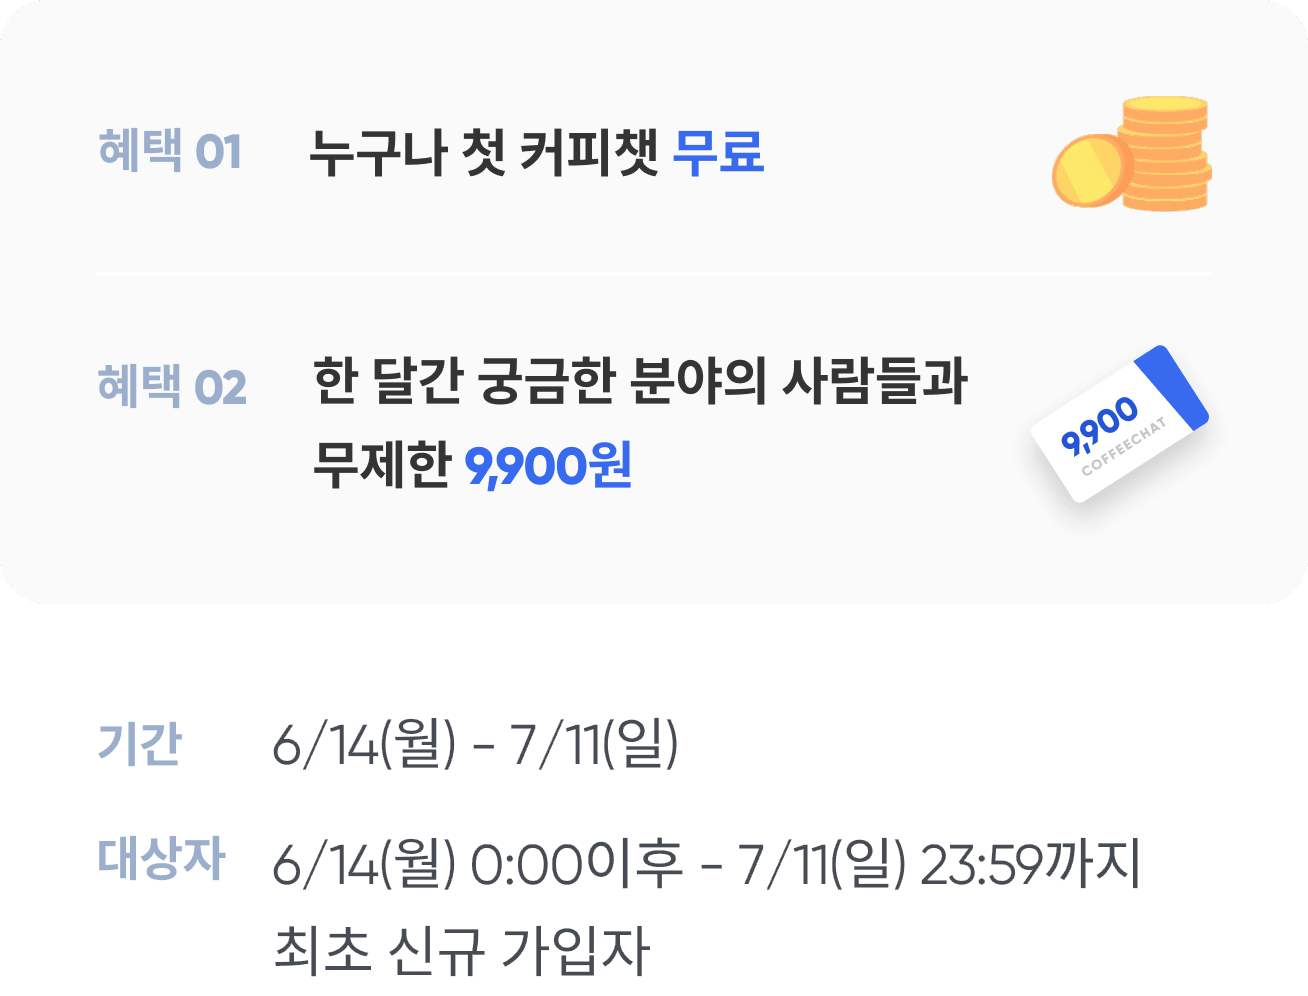 혜택 01 누구나 첫 커피챗 무료
혜택 02 한 달간 궁금한 분야의 사람들과
무제한 9,900원
9,900
COFFEECHAT
기간 6/14(월) - 7/11(일)
대상자 6/14(월) 0:00이후 - 7/11(일) 23:59까지
최초 신규 가입자